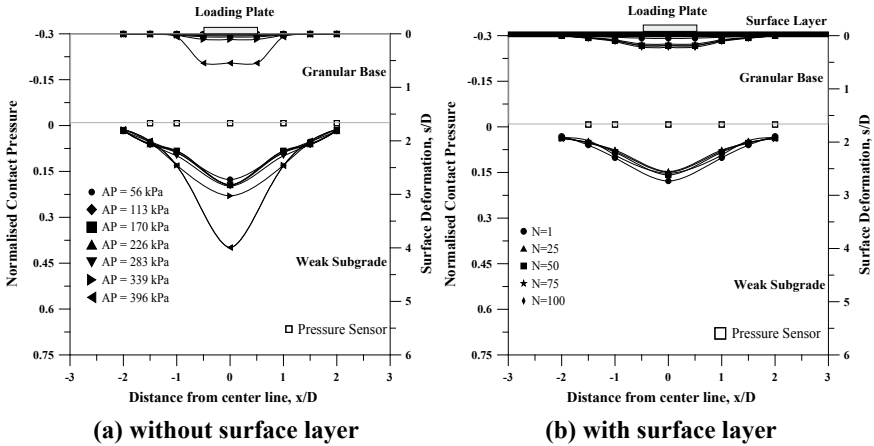 Loading Plate
-0.3
-0.15
0
0.15
0.3
0.45
0.6
0.75
Normalised Contact Pressure
Granular Base
AP = 56 kPa
AP = 113 kPa
AP = 170 kPa
AP = 226 kPa
AP = 283 kPa
AP = 339 kPa
AP = 396 kPa
Weak Subgrade
Pressure Sensor
0
1
2
3
4
5
6
Surface Deformation, s/D
-3 -2 -1 0 1 2 3
Distance from center line, x/D
(a) without surface layer
Loading Plate
Surface Layer
-0.3
-0.15
0
0.15
0.3
0.45
0.6
0.75
Normalised Contact Pressure
Granular Base
N=1
N=25
N=50
N=75
N=100
Weak Subgrade
Pressure Sensor
0
1
2
3
4
5
6
Surface Deformation, s/D
-3 -2 -1 0 1 2 3
Distance from center line, x/D
(b) with surface layer